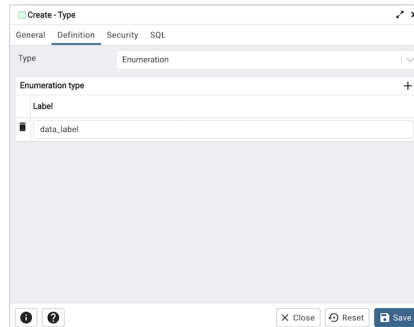 Create - Type
General Definition Security SQL
Type Enumeration
Enumeration type
Label
data_label
Close Reset Save